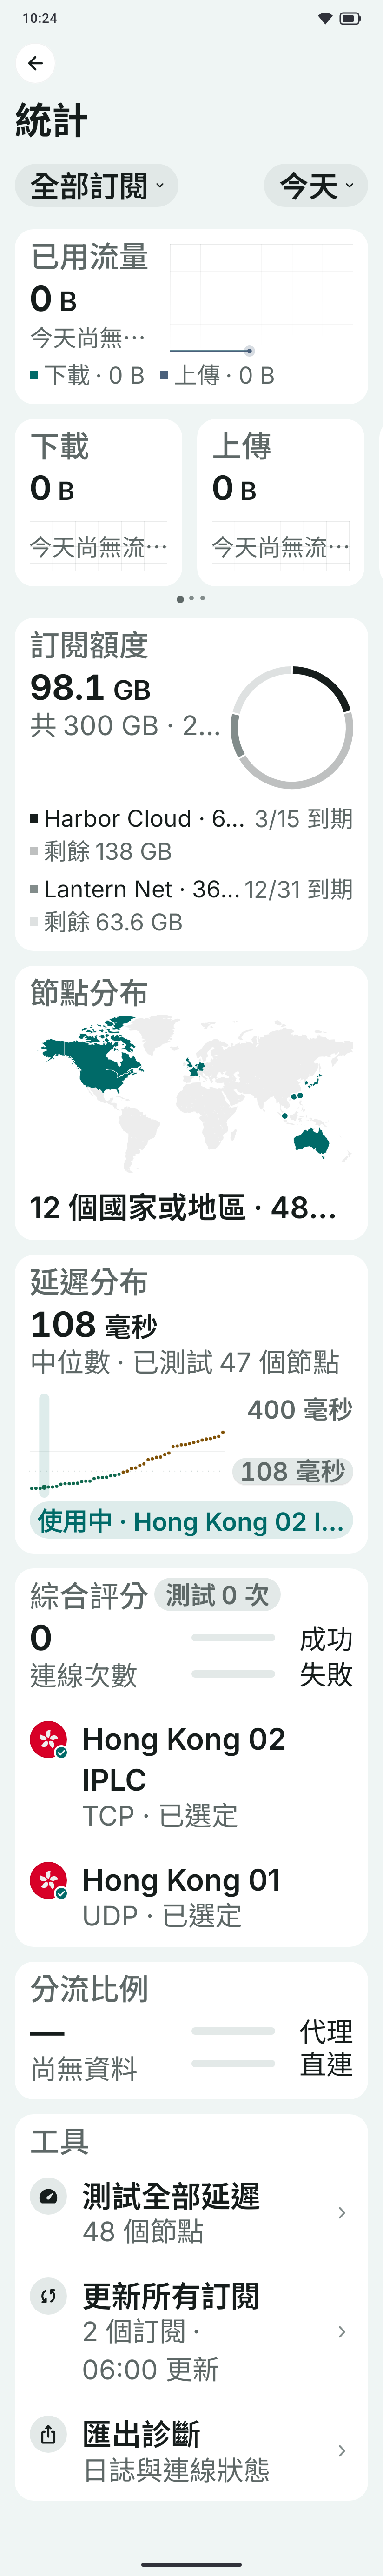 10:24
統計
全部訂閱
今天
已用流量
0 B
今天尚無⋯
下載 · 0 B 上傳 · 0 B
下載
0 B
今天尚無流⋯
上傳
0 B
今天尚無流⋯
訂閱額度
98.1 GB
共 300 GB · 2...
Harbor Cloud · 6... 3/15 到期
剩餘 138 GB
Lantern Net · 36... 12/31 到期
剩餘 63.6 GB
節點分布
12 個國家或地區 · 48...
延遲分布
108 毫秒
中位數 · 已測試 47 個節點
400 毫秒
108 毫秒
使用中 · Hong Kong 02 I...
綜合評分 測試 0 次
0
連線次數
成功
失敗
Hong Kong 02
IPLC
TCP · 已選定
Hong Kong 01
UDP · 已選定
分流比例
—
尚無資料
代理
直連
工具
測試全部延遲
48 個節點
更新所有訂閱
2 個訂閱 ·
06:00 更新
匯出診斷
日誌與連線狀態